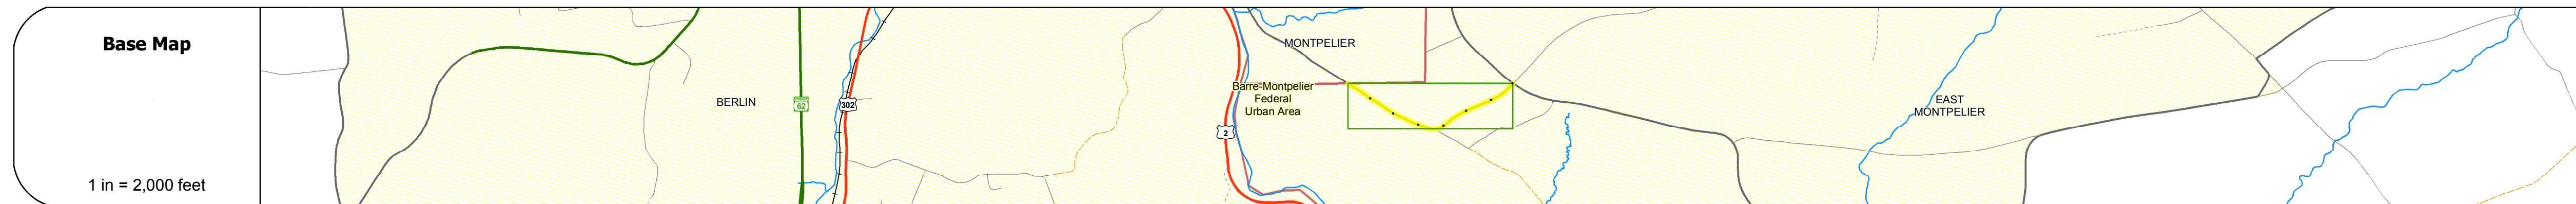 Base Map
1 in = 2,000 feet
BERLIN
62
302
2
MONTPELIER
Barre-Montpelier
Federal
Urban Area
EAST
MONTPELIER